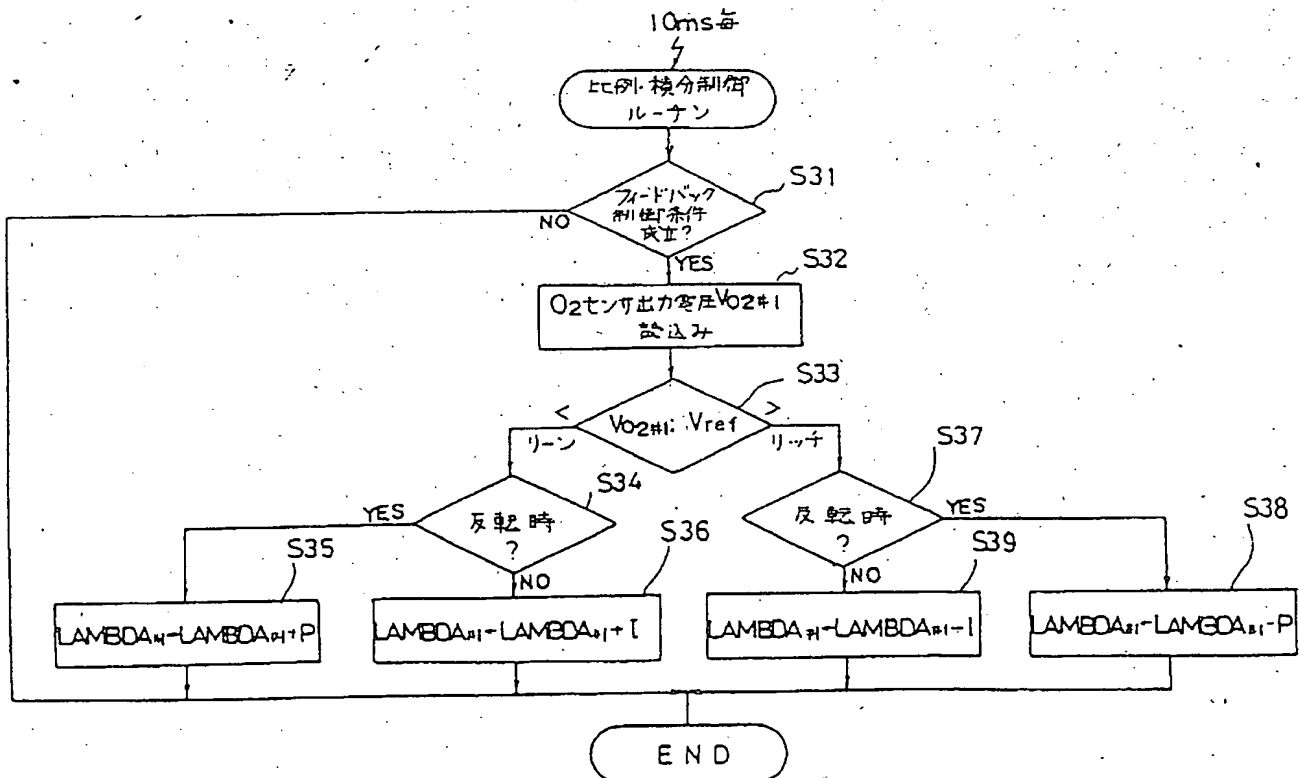 10ms毎
比例・積分制御
ルーチン
S31
フィードバック
制御条件
成立?
NO
YES
S32
O2センサ出力電圧VO2#1
読込み
S33
<
VO2#1:Vref
>
リーン
リッチ
S34
S37
反転時
?
YES
NO
反転時
?
YES
NO
S35
S36
S39
S38
LAMBDA#1←LAMBDA#1+P
LAMBDA#1←LAMBDA#1+I
LAMBDA#1←LAMBDA#1-I
LAMBDA#1←LAMBDA#1-P
END